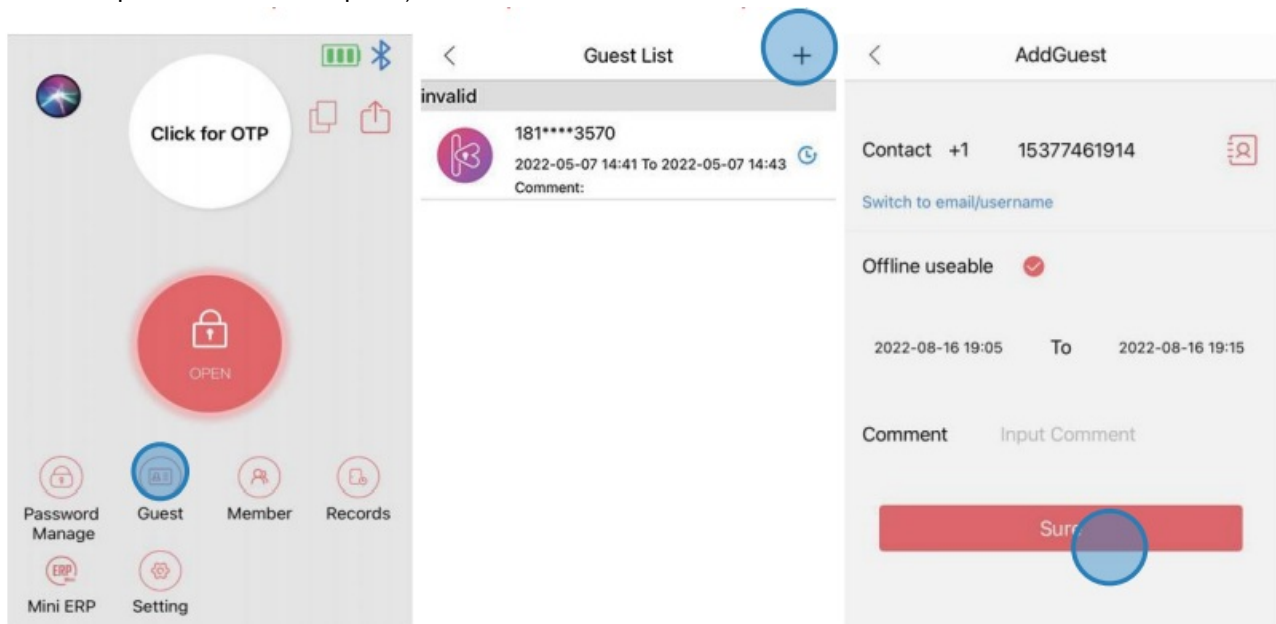 Click for OTP
OPEN
Password
Manage
Guest
Member
Records
ERP
Mini ERP
Setting
Guest List
+
invalid
181****3570
2022-05-07 14:41 To 2022-05-07 14:43
Comment:
AddGuest
Contact +1 15377461914
Switch to email/username
Offline useable
2022-08-16 19:05 To 2022-08-16 19:15
Comment Input Comment
Sure